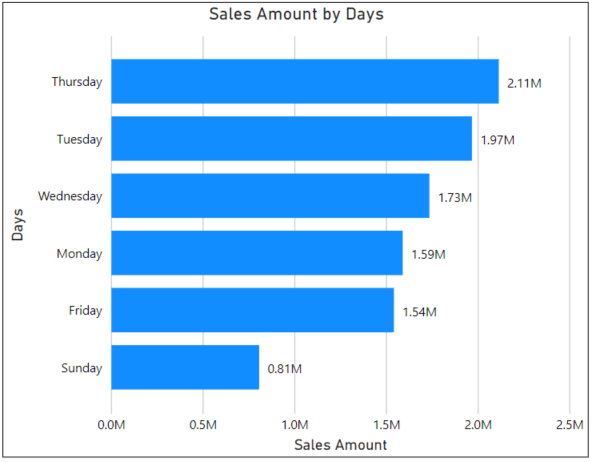 Sales Amount by Days
Days
Thursday 2.11M
Tuesday 1.97M
Wednesday 1.73M
Monday 1.59M
Friday 1.54M
Sunday 0.81M
0.0M 0.5M 1.0M 1.5M 2.0M 2.5M
Sales Amount